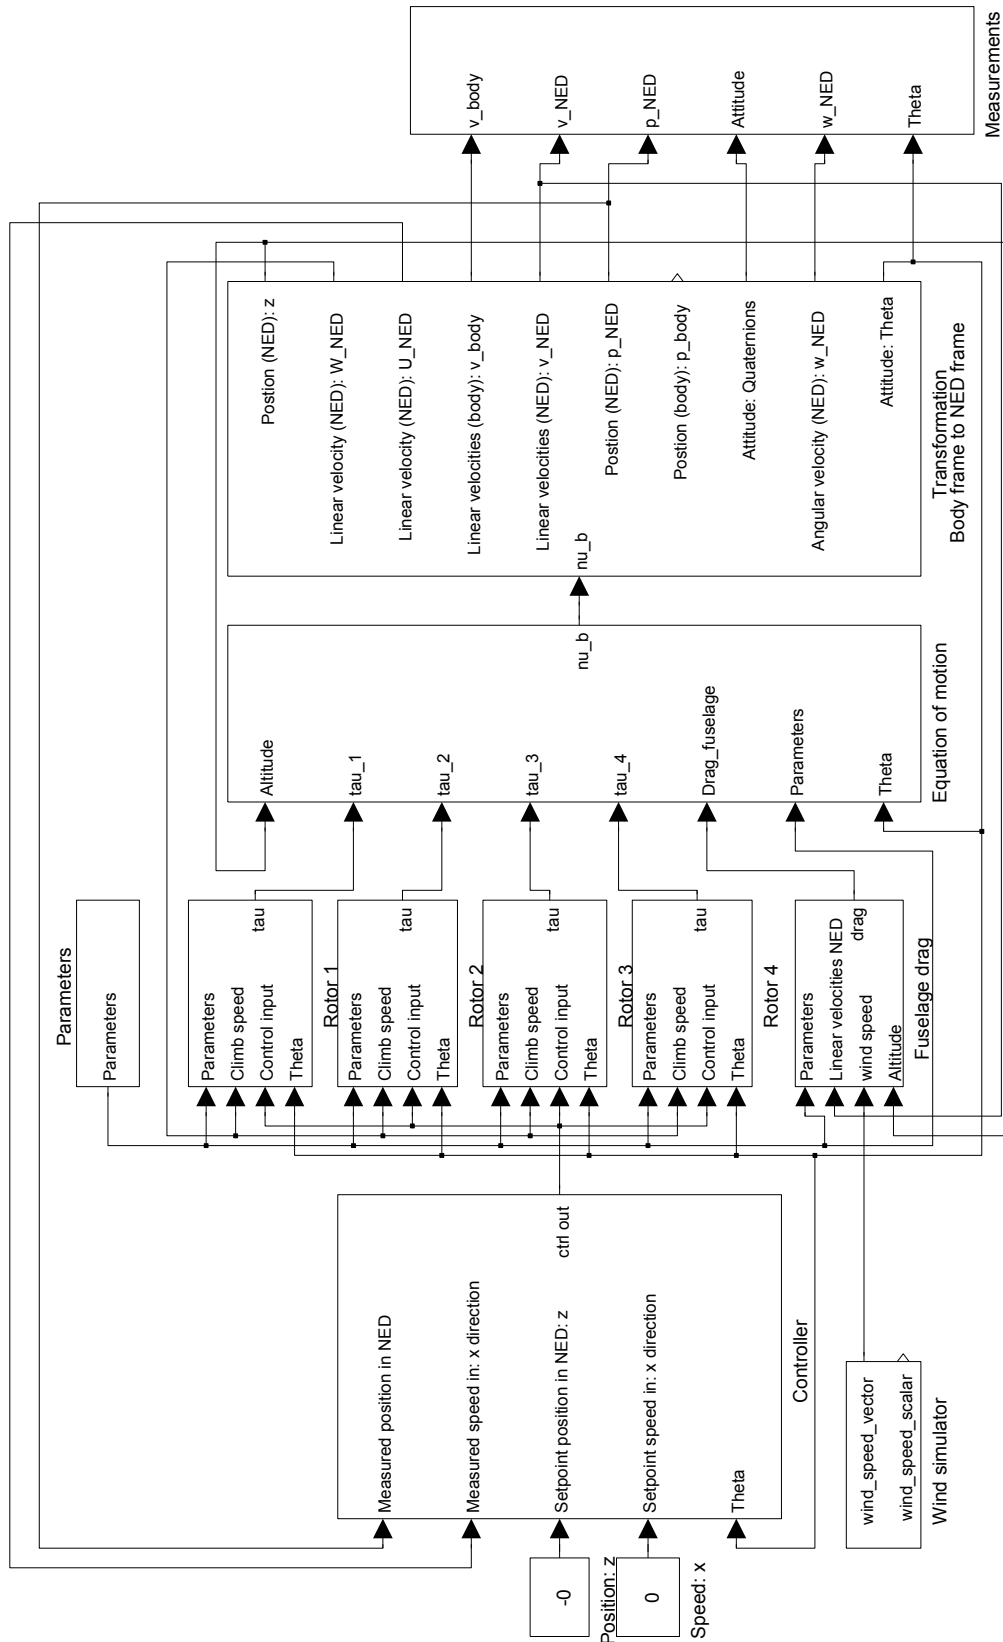 Position: z
-0
Speed: x
0
Measured position in NED
Measured speed in: x direction
Setpoint position in NED: z
Setpoint speed in: x direction
Theta
ctrl out
Controller
wind_speed_vector
wind_speed_scalar
Wind simulator
Parameters
Parameters
Parameters
Climb speed
Control input
Theta
tau
Rotor 1
Parameters
Climb speed
Control input
Theta
tau
Rotor 2
Parameters
Climb speed
Control input
Theta
tau
Rotor 3
Parameters
Climb speed
Control input
Theta
tau
Rotor 4
Parameters
Linear velocities NED
wind speed
Altitude
drag
Fuselage drag
Altitude
tau_1
tau_2
tau_3
tau_4
Drag_fuselage
Parameters
Theta
nu_b
Equation of motion
nu_b
Postion (NED): z
Linear velocity (NED): W_NED
Linear velocity (NED): U_NED
Linear velocities (body): v_body
Linear velocities (NED): v_NED
Postion (NED): p_NED
Postion (body): p_body
Attitude: Quaternions
Angular velocity (NED): w_NED
Attitude: Theta
Transformation
Body frame to NED frame
v_body
v_NED
p_NED
Attitude
w_NED
Theta
Measurements